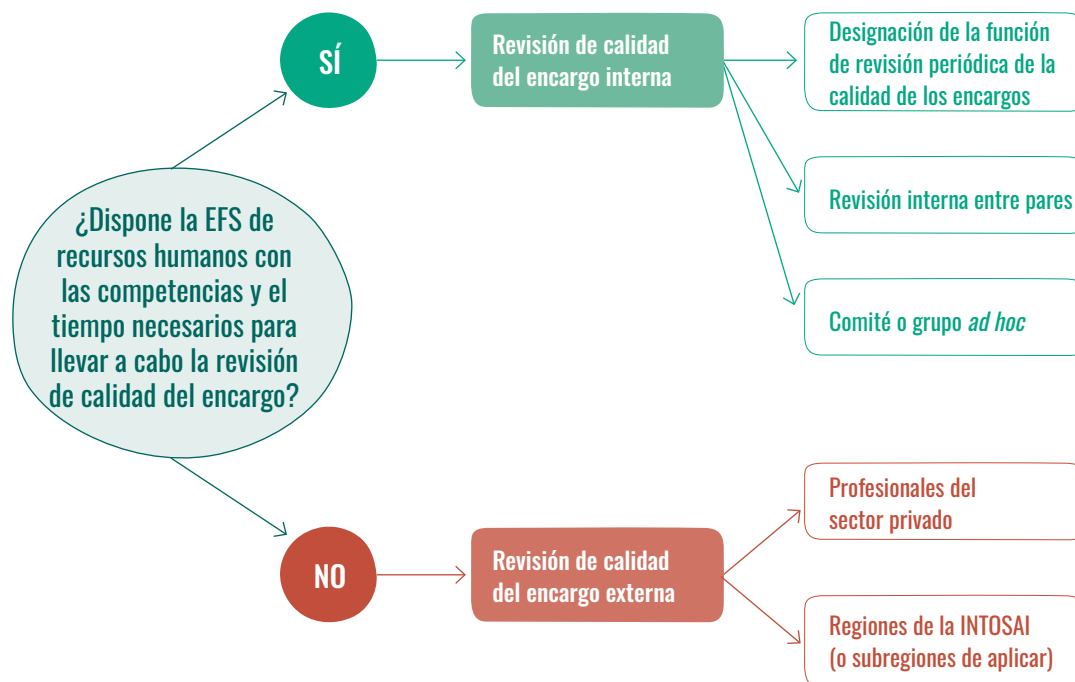 ¿Dispone la EFS de
recursos humanos con
las competencias y el
tiempo necesarios para
llevar a cabo la revisión
de calidad del encargo?
SÍ
Revisión de calidad
del encargo interna
Designación de la función
de revisión periódica de la
calidad de los encargos
Revisión interna entre pares
Comité o grupo ad hoc
NO
Revisión de calidad
del encargo externa
Profesionales del
sector privado
Regiones de la INTOSAI
(o subregiones de aplicar)